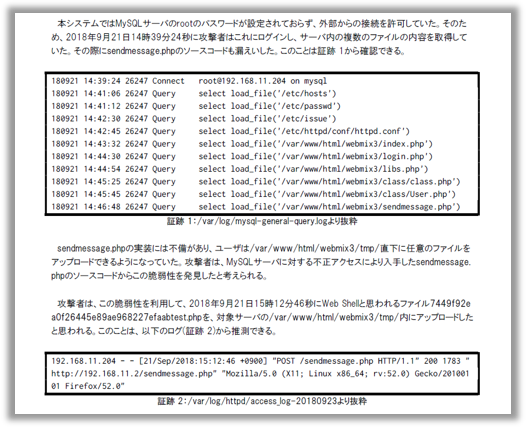 本システムではMySQLサーバのrootのパスワードが設定されておらず、外部からの接続を許可していた。そのた
め、2018年9月21日14時39分24秒に攻撃者はこれにログインし、サーバ内の複数のファイルの内容を取得して
いた。その際にsendmessage.phpのソースコードも漏えいした。このことは証跡 1から確認できる。
180921 14:39:24 26247 Connect root@192.168.11.204 on mysql
180921 14:41:06 26247 Query select load_file('/etc/hosts')
180921 14:41:12 26247 Query select load_file('/etc/passwd')
180921 14:42:30 26247 Query select load_file('/etc/issue')
180921 14:42:45 26247 Query select load_file('/etc/httpd/conf/httpd.conf')
180921 14:43:32 26247 Query select load_file('/var/www/html/webmix3/index.php')
180921 14:44:30 26247 Query select load_file('/var/www/html/webmix3/login.php')
180921 14:44:54 26247 Query select load_file('/var/www/html/webmix3/libs.php')
180921 14:45:25 26247 Query select load_file('/var/www/html/webmix3/class/class.php')
180921 14:45:45 26247 Query select load_file('/var/www/html/webmix3/class/User.php')
180921 14:46:48 26247 Query select load_file('/var/www/html/webmix3/sendmessage.php')
証跡 1:/var/log/mysql-general-query.logより抜粋
sendmessage.phpの実装には不備があり、ユーザは/var/www/html/webmix3/tmp/直下に任意のファイルを
アップロードできるようになっていた。攻撃者は、MySQLサーバに対する不正アクセスにより入手したsendmessage.
phpのソースコードからこの脆弱性を発見したと考えられる。
攻撃者は、この脆弱性を利用して、2018年9月21日15時12分46秒にWeb Shellと思われるファイル7449f92e
a0f26445e89ae968227efaabtest.phpを、対象サーバの/var/www/html/webmix3/tmp/内にアップロードした
と思われる。このことは、以下のログ(証跡 2)から推測できる。
192.168.11.204 - - [21/Sep/2018:15:12:46 +0900] "POST /sendmessage.php HTTP/1.1" 200 1783 "
http://192.168.11.2/sendmessage.php" "Mozilla/5.0 (X11; Linux x86_64; rv:52.0) Gecko/201001
01 Firefox/52.0"
証跡 2:/var/log/httpd/access_log-20180923より抜粋